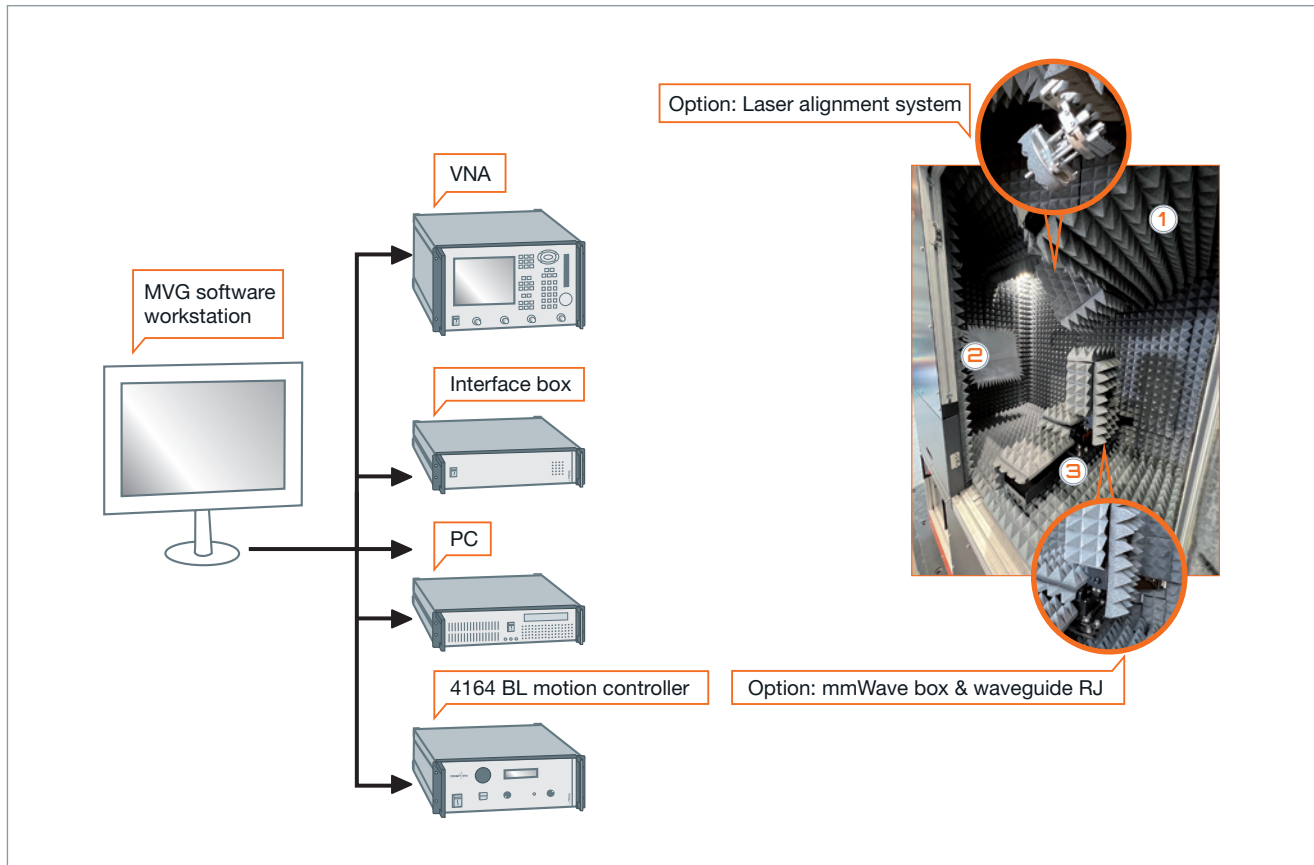 Option: Laser alignment system
VNA
1
MVG software
workstation
2
Interface box
3
PC
4164 BL motion controller
Option: mmWave box & waveguide RJ